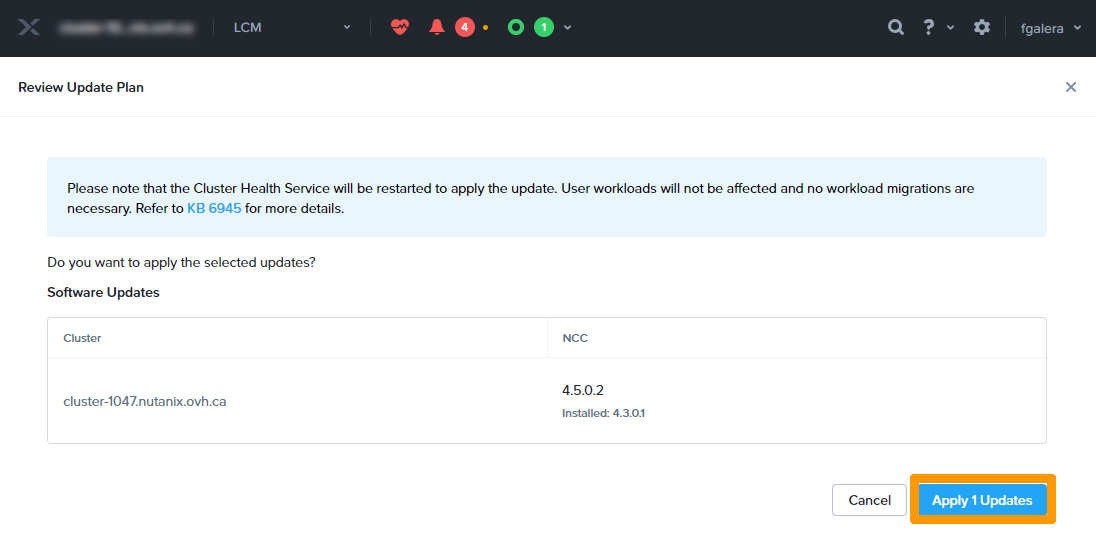 LCM
4
1
?
fgalera
Review Update Plan
Please note that the Cluster Health Service will be restarted to apply the update. User workloads will not be affected and no workload migrations are
necessary. Refer to KB 6945 for more details.
Do you want to apply the selected updates?
Software Updates
Cluster
NCC
cluster-1047.nutanix.ovh.ca
4.5.0.2
Installed: 4.3.0.1
Cancel
Apply 1 Updates